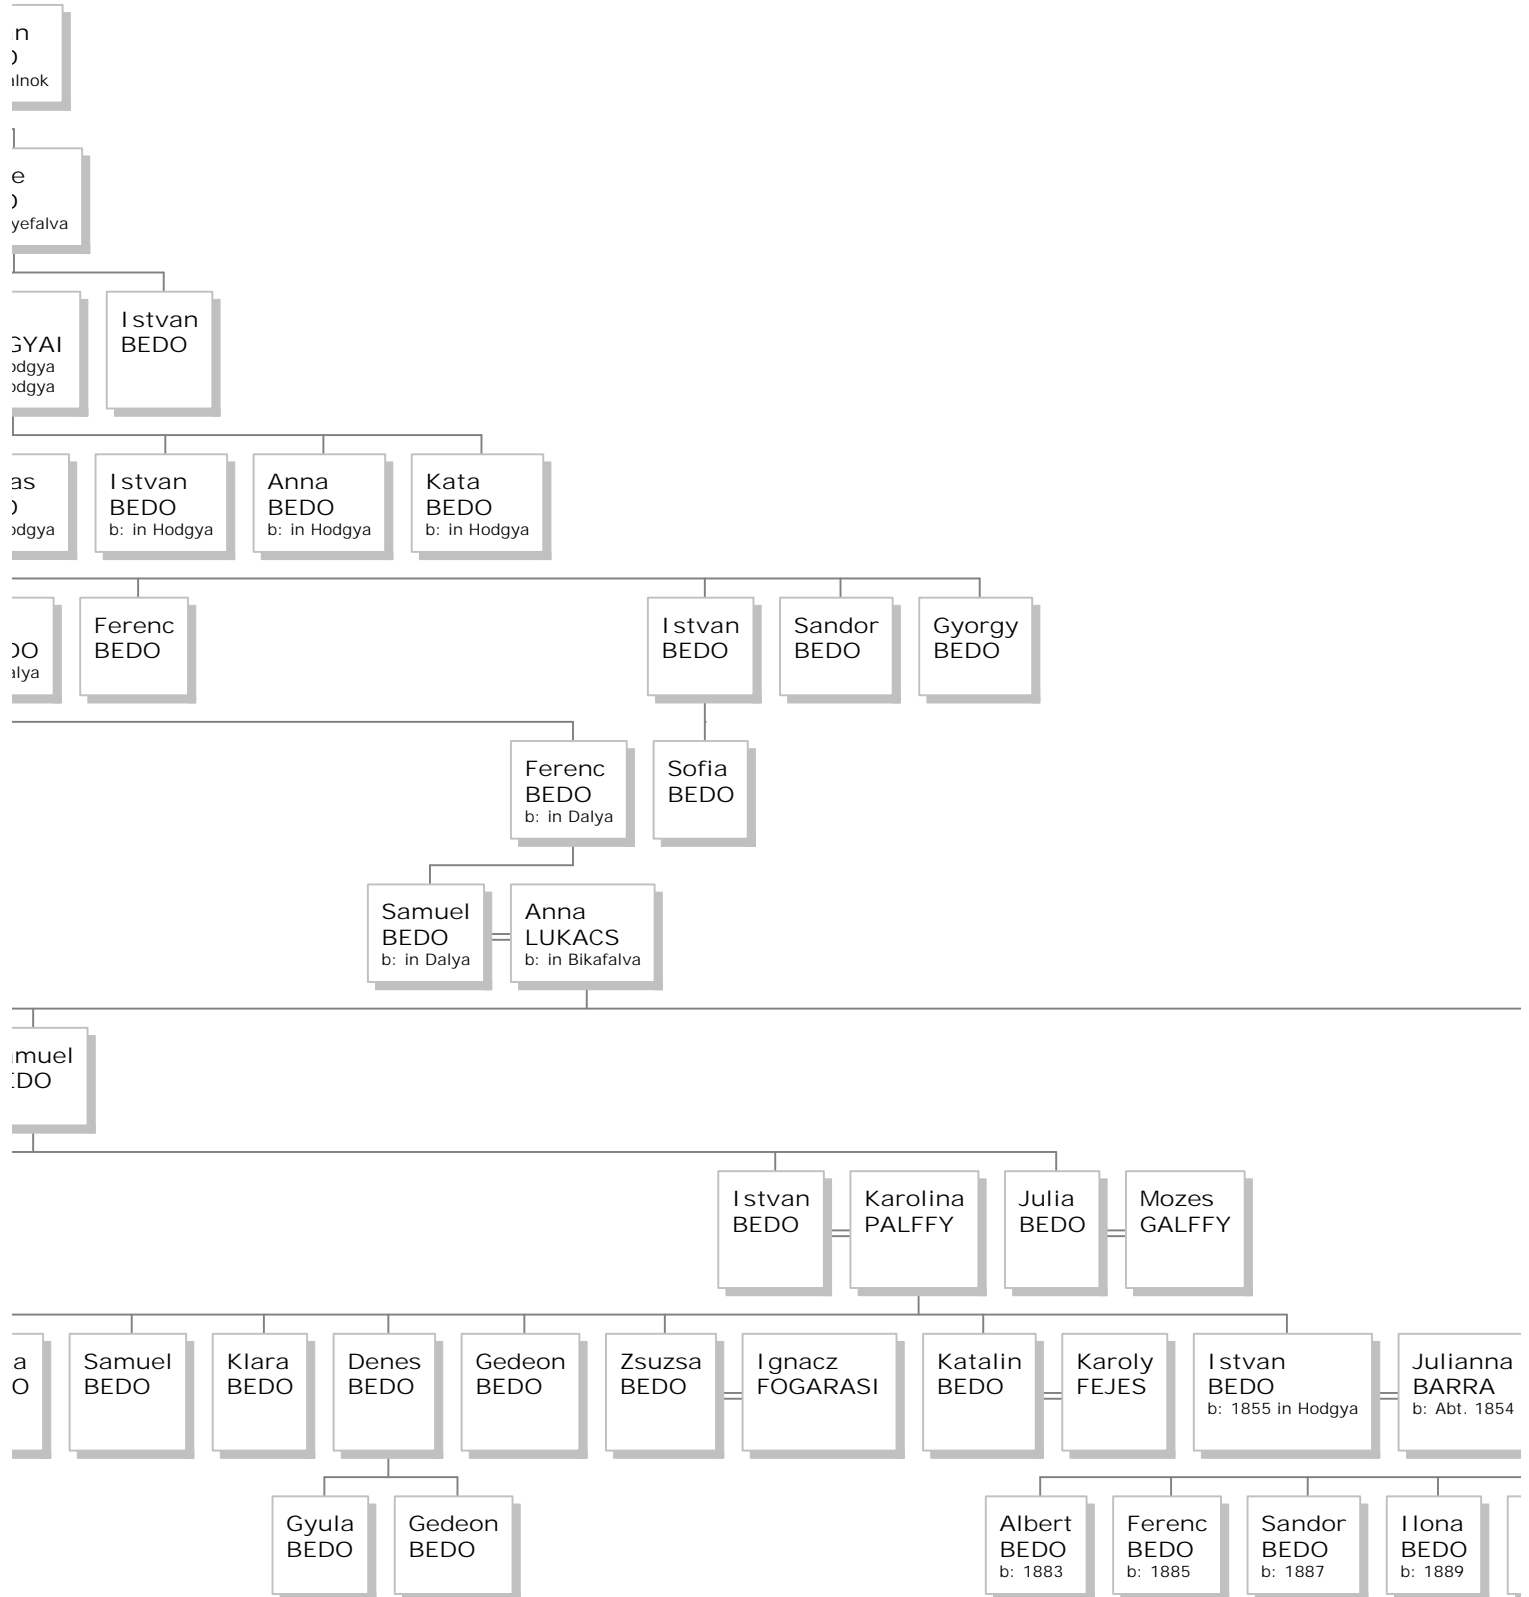 Istvan
BEDO
Istvan
BEDO
b: in Hodgya
Anna
BEDO
b: in Hodgya
Kata
BEDO
b: in Hodgya
Ferenc
BEDO
Istvan
BEDO
Sandor
BEDO
Gyorgy
BEDO
Ferenc
BEDO
b: in Dalya
Sofia
BEDO
Samuel
BEDO
b: in Dalya
Anna
LUKACS
b: in Bikafalva
Istvan
BEDO
Karolina
PALFFY
Julia
BEDO
Mozes
GALFFY
Samuel
BEDO
Klara
BEDO
Denes
BEDO
Gedeon
BEDO
Zsuzsa
BEDO
Ignacz
FOGARASI
Katalin
BEDO
Karoly
FEJES
Istvan
BEDO
b: 1855 in Hodgya
Julianna
BARRA
b: Abt. 1854
Gyula
BEDO
Gedeon
BEDO
Albert
BEDO
b: 1883
Ferenc
BEDO
b: 1885
Sandor
BEDO
b: 1887
Ilona
BEDO
b: 1889